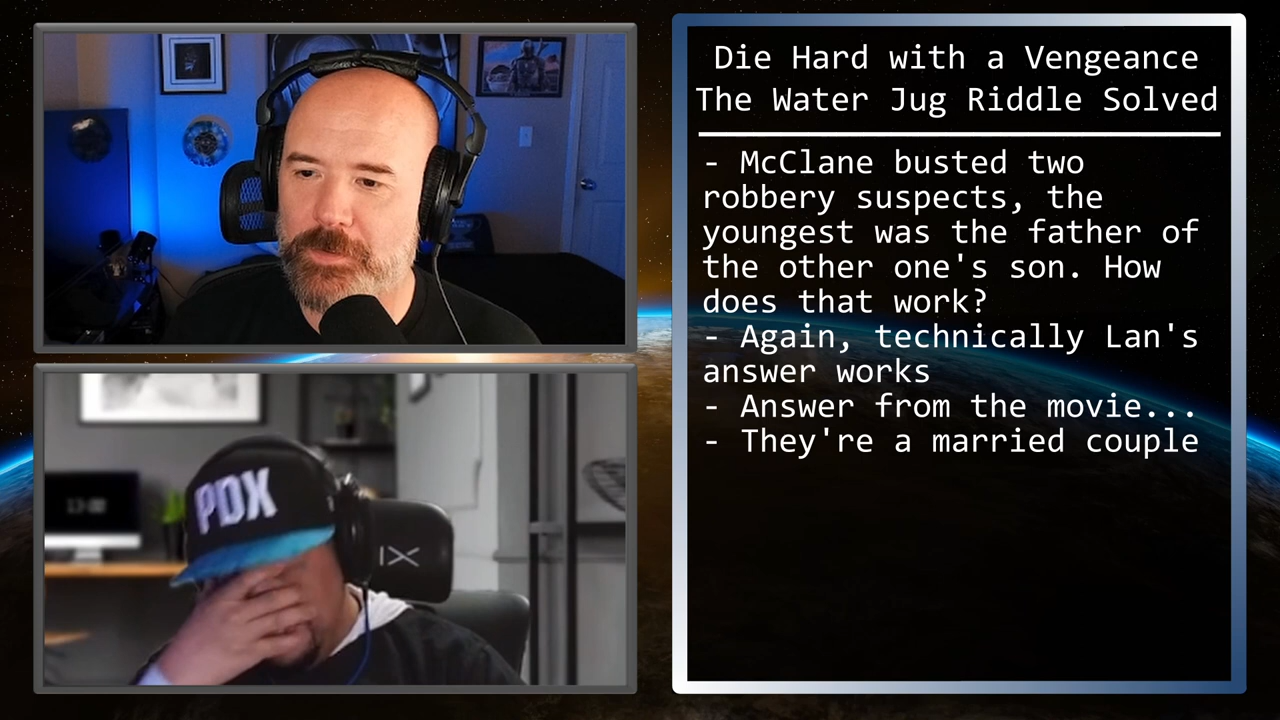 Die Hard with a Vengeance
The Water Jug Riddle Solved
- McClane busted two
robbery suspects, the
youngest was the father of
the other one's son. How
does that work?
- Again, technically Lan's
answer works
- Answer from the movie...
- They're a married couple
PDX
IX